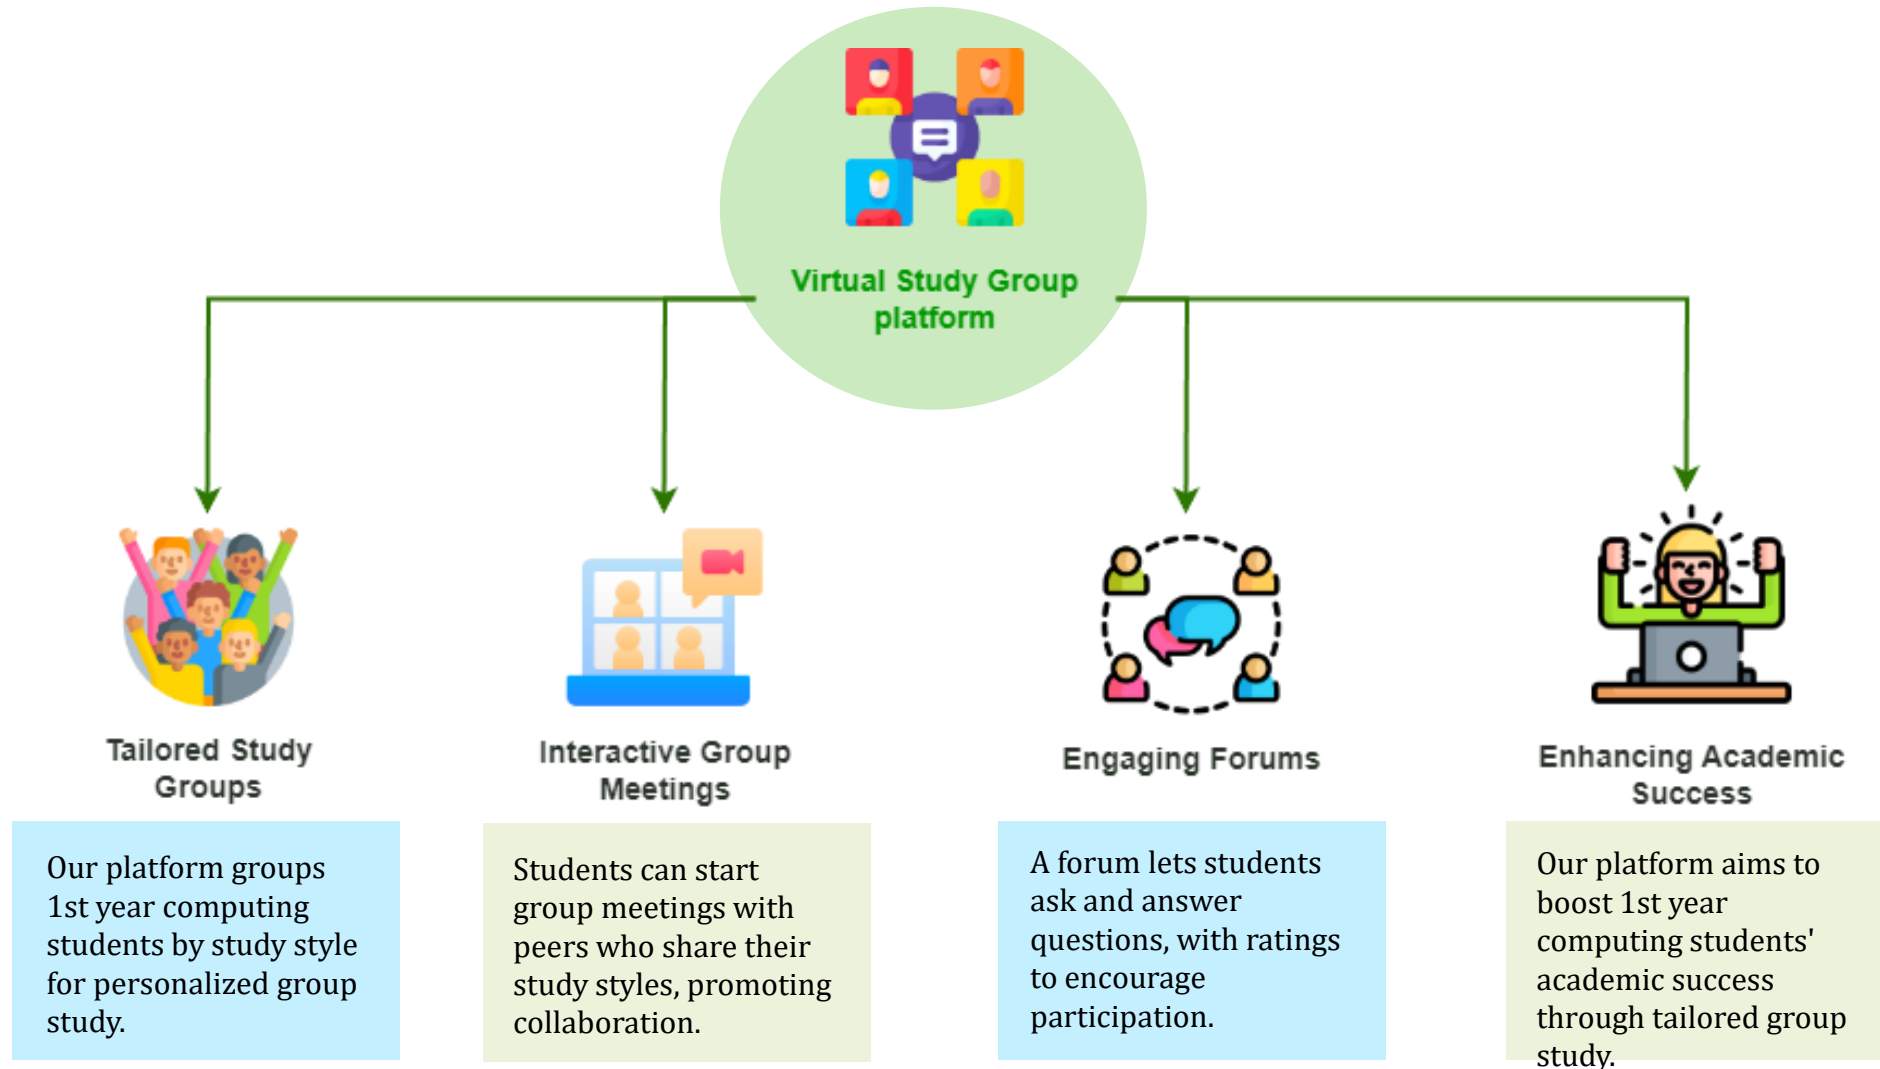 Virtual Study Group
platform
Tailored Study
Groups
Our platform groups
1st year computing
students by study style
for personalized group
study.
Interactive Group
Meetings
Students can start
group meetings with
peers who share their
study styles, promoting
collaboration.
Engaging Forums
A forum lets students
ask and answer
questions, with ratings
to encourage
participation.
Enhancing Academic
Success
Our platform aims to
boost 1st year
computing students'
academic success
through tailored group
study.